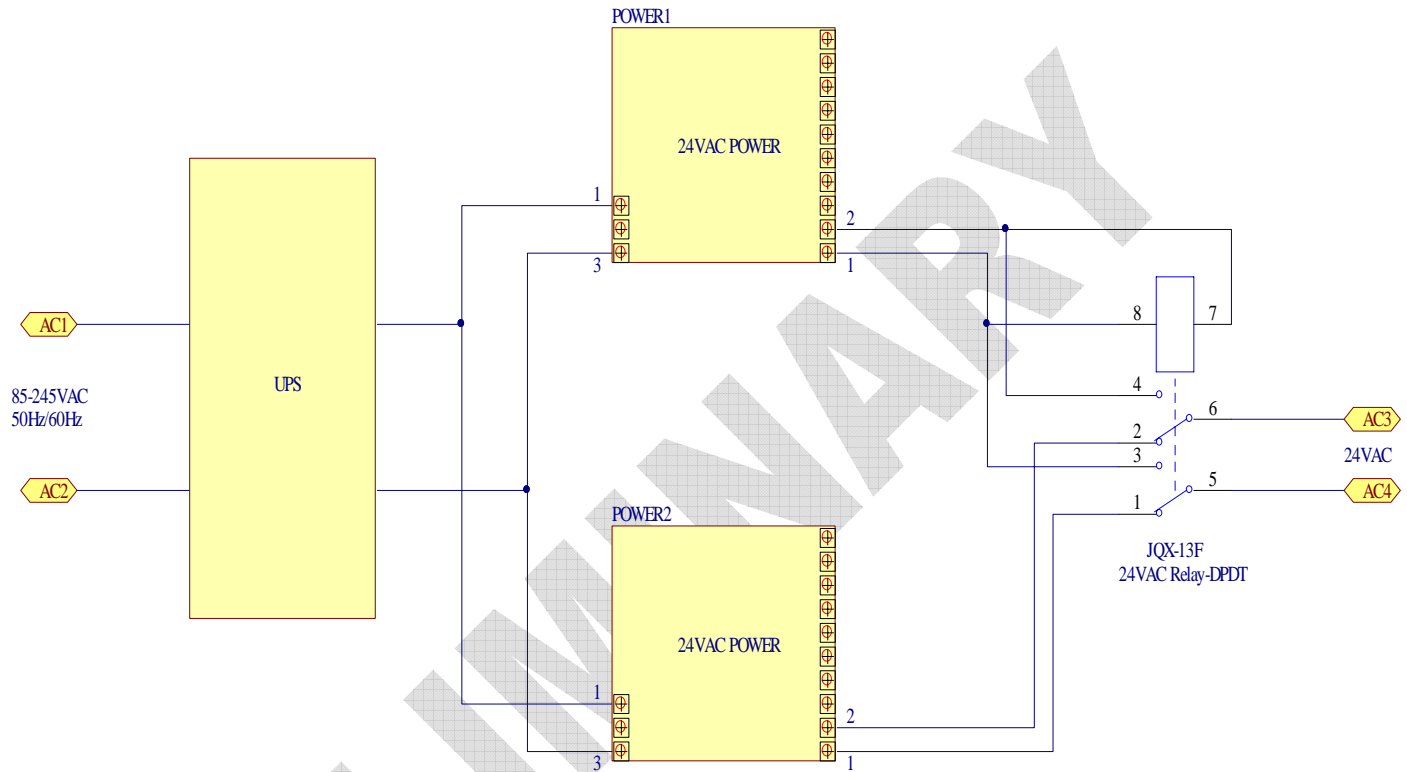 POWER1
24VAC POWER
1
3
2
1
AC1
85-245VAC
50Hz/60Hz
AC2
UPS
8
7
4
6
2
3
5
1
AC3
24VAC
AC4
JQX-13F
24VAC Relay-DPDT
POWER2
24VAC POWER
1
3
2
1
IMINARY